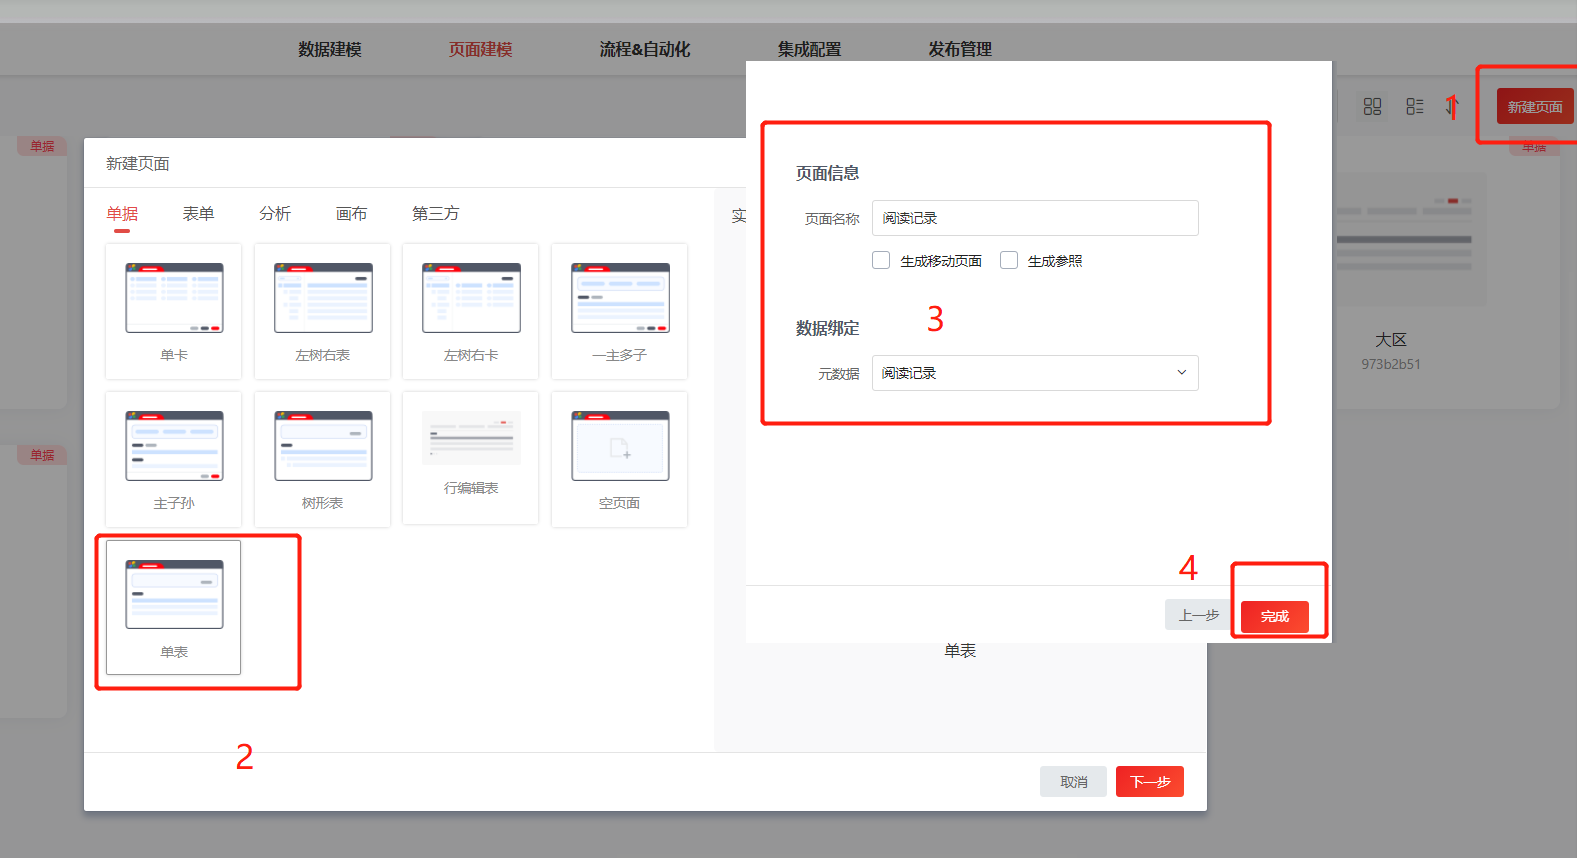 数据建模 页面建模 流程&自动化 集成配置 发布管理
1
新建页面
单据
单据
新建页面
单据 表单 分析 画布 第三方
实
单卡 左树右表 左树右卡 一主多子
主子孙 树形表 行编辑表 空页面
单表
2
取消 下一步
页面信息
页面名称 阅读记录
生成移动页面 生成参照
3
数据绑定
元数据 阅读记录
4
上一步 完成
单表
大区
973b2b51
单据